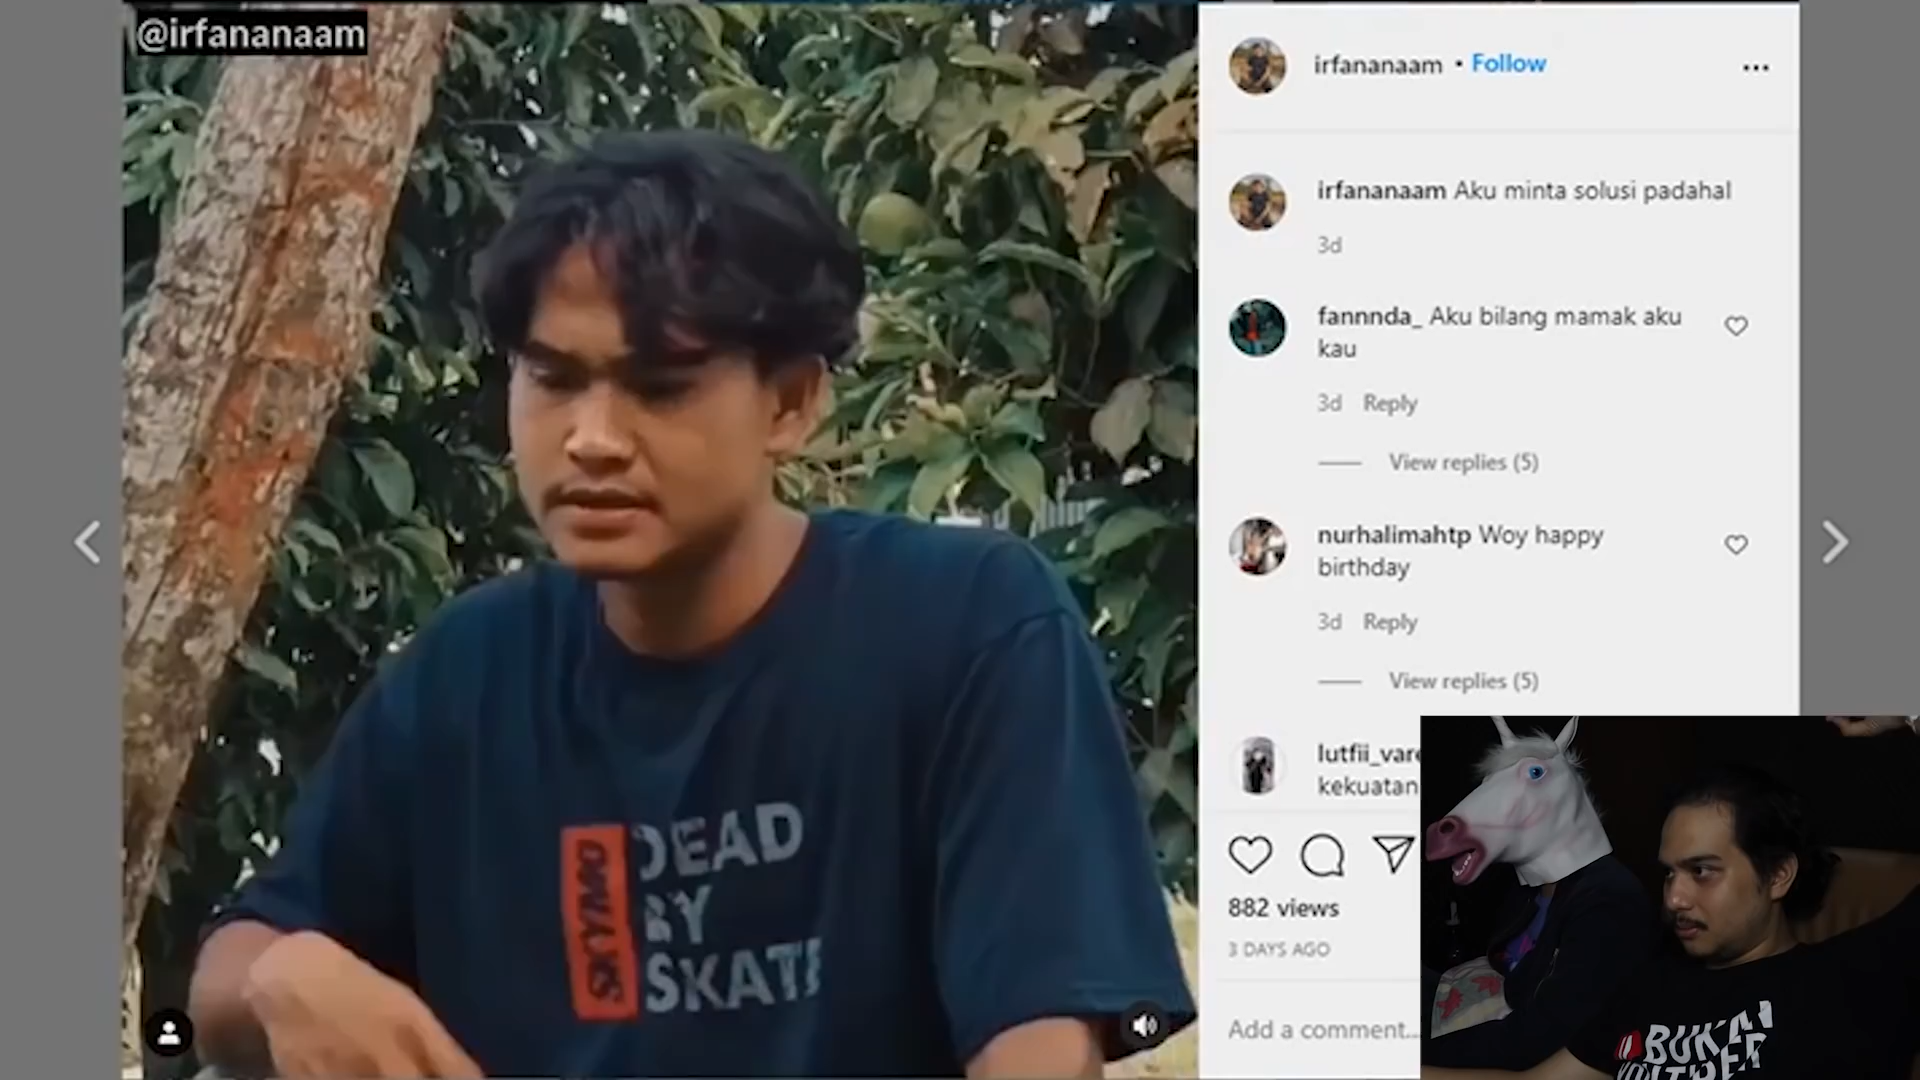 @irfananaam
irfananaam • Follow
irfananaam Aku minta solusi padahal
3d
fannnda_ Aku bilang mamak aku
kau
3d Reply
View replies (5)
nurhalimahtp Woy happy
birthday
3d Reply
View replies (5)
kekuatan
882 views
3 DAYS AGO
Add a comment...
SKYMO
DEAD
BY
SKATE
BUKAN